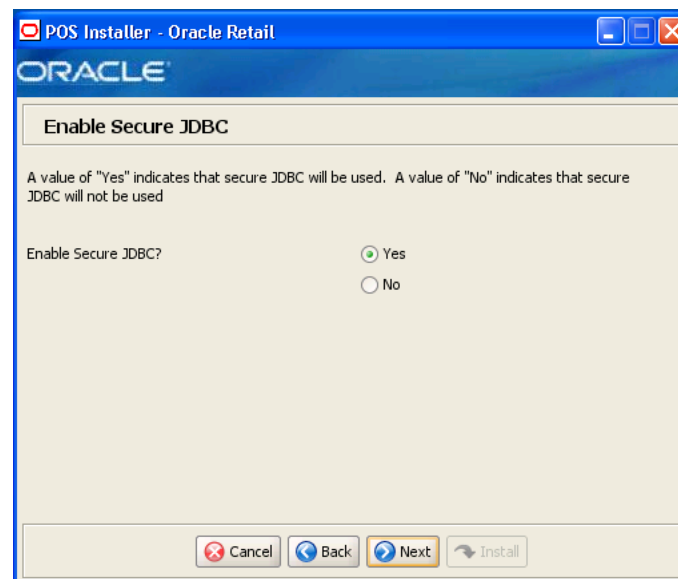 POS Installer - Oracle Retail
ORACLE
Enable Secure JDBC
A value of "Yes" indicates that secure JDBC will be used. A value of "No" indicates that secure
JDBC will not be used
Enable Secure JDBC?
Yes
No
Cancel
Back
Next
Install